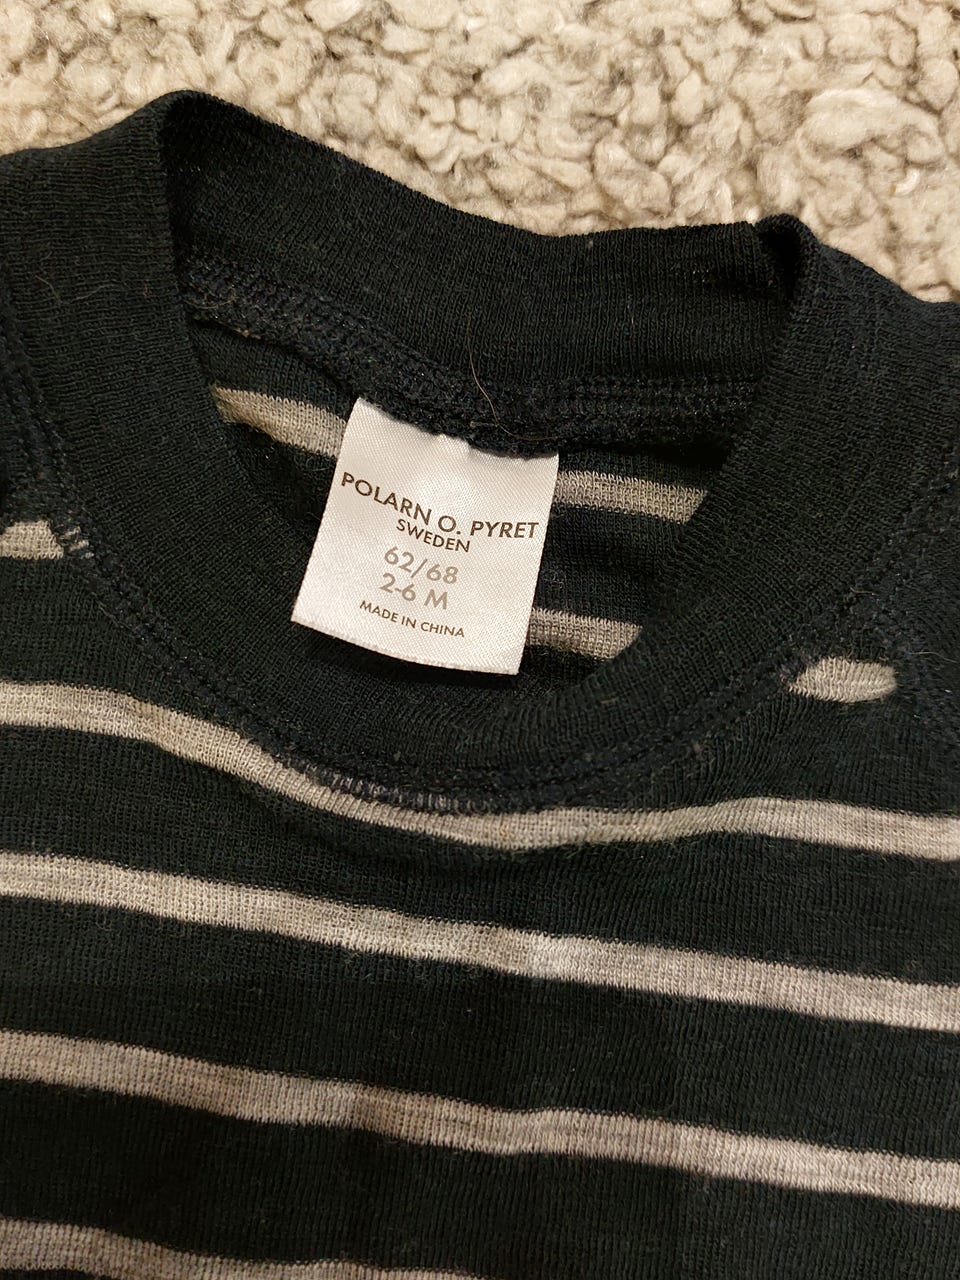 POLARN O. PYRET
SWEDEN
62/68
2-6 M
MADE IN CHINA